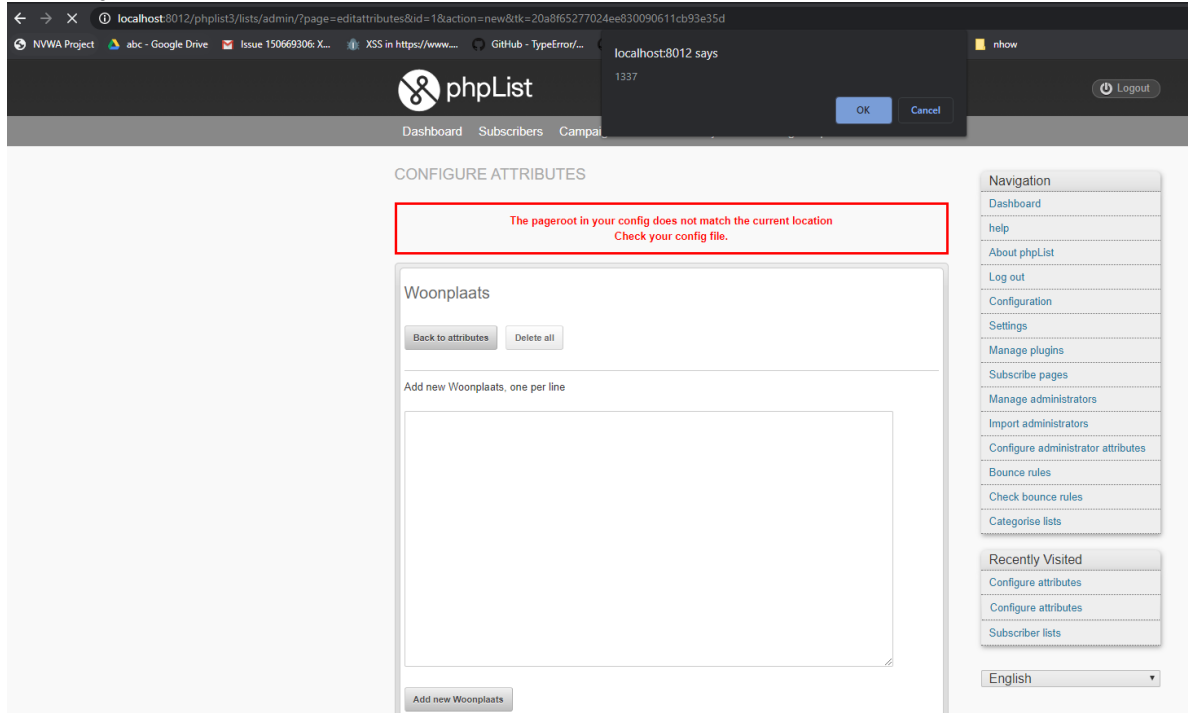 localhost:8012/phplist3/lists/admin/?page=editattributes&id=1&action=new&tk=20a8f65277024ee830090611cb93e35d
NVWA Project abc - Google Drive Issue 150669306: X... XSS in https://www.... GitHub - TypeError/... nhow
localhost:8012 says
1337
OK Cancel
phpList
Logout
Dashboard Subscribers
CONFIGURE ATTRIBUTES
The pageroot in your config does not match the current location
Check your config file.
Woonplaats
Back to attributes Delete all
Add new Woonplaats, one per line
Add new Woonplaats
Navigation
Dashboard
help
About phpList
Log out
Configuration
Settings
Manage plugins
Subscribe pages
Manage administrators
Import administrators
Configure administrator attributes
Bounce rules
Check bounce rules
Categorise lists
Recently Visited
Configure attributes
Configure attributes
Subscriber lists
English